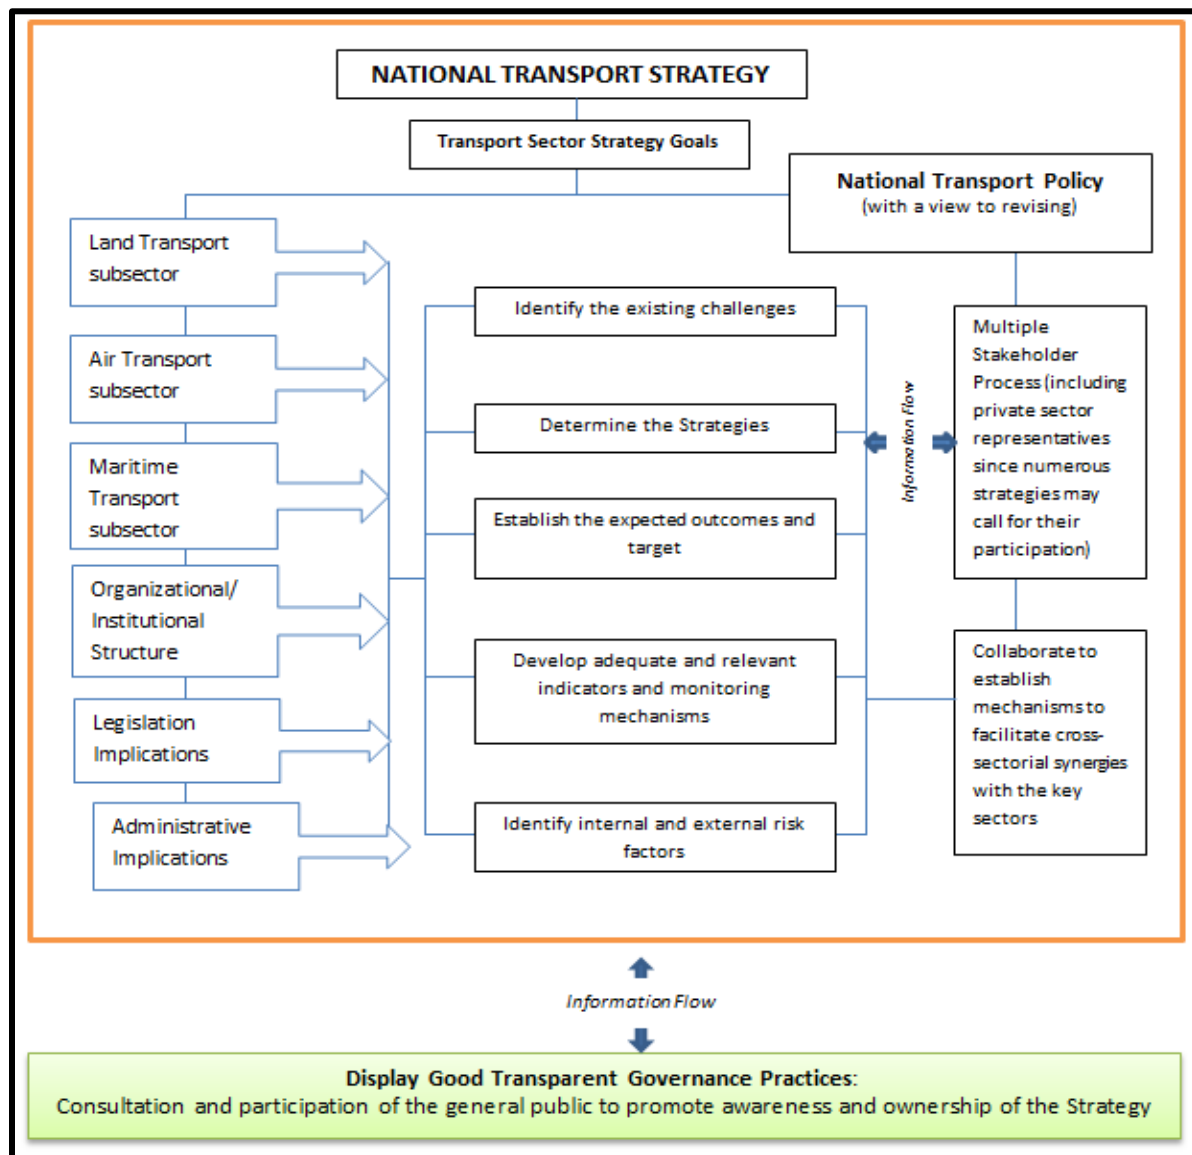 NATIONAL TRANSPORT STRATEGY
Transport Sector Strategy Goals
National Transport Policy
(with a view to revising)
Land Transport
subsector
Air Transport
subsector
Maritime
Transport
subsector
Organizational/
Institutional
Structure
Legislation
Implications
Administrative
Implications
Identify the existing challenges
Determine the Strategies
Establish the expected outcomes and
target
Develop adequate and relevant
indicators and monitoring
mechanisms
Identify internal and external risk
factors
Information Flow
Multiple
Stakeholder
Process (including
private sector
representatives
since numerous
strategies may
call for their
participation)
Collaborate to
establish
mechanisms to
facilitate cross-
sectorial synergies
with the key
sectors
Information Flow
Display Good Transparent Governance Practices:
Consultation and participation of the general public to promote awareness and ownership of the Strategy